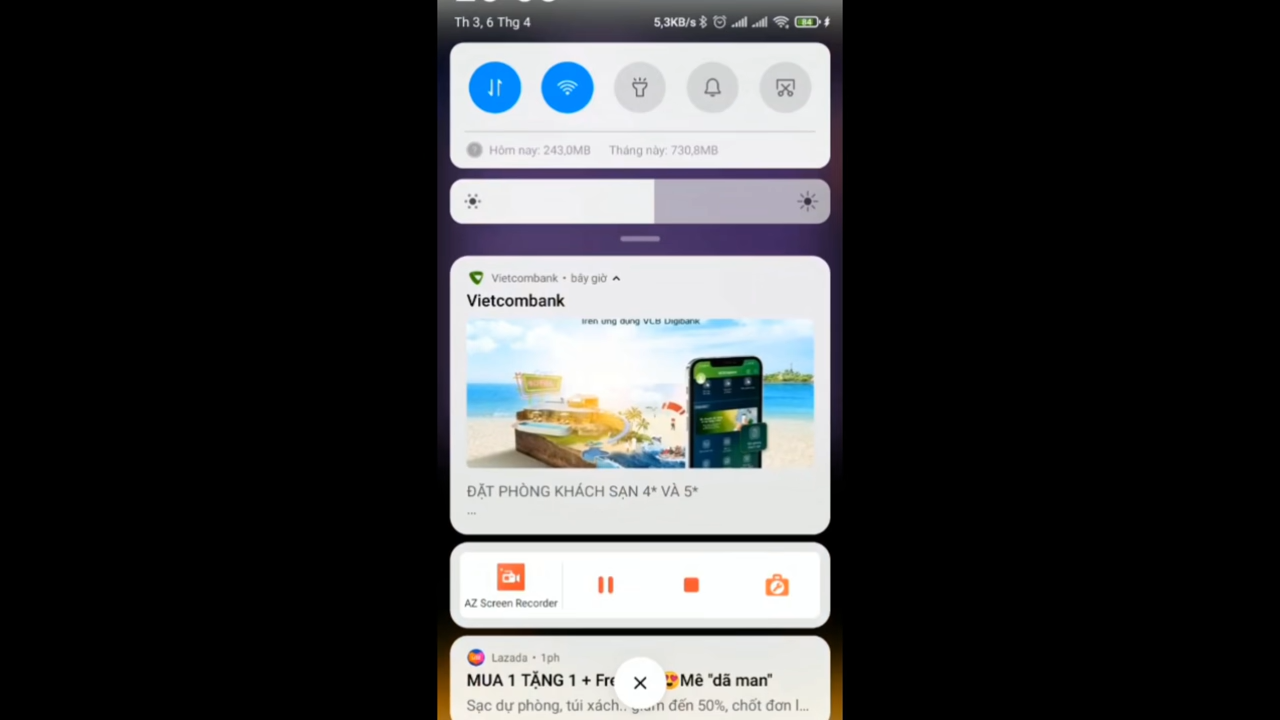 Th 3, 6 Thg 4
5,3KB/s
84
Hôm nay: 243,0MB
Tháng này: 730,8MB
Vietcombank • bây giờ
Vietcombank
Trên ứng dụng VCB Digibank
ĐẶT PHÒNG KHÁCH SẠN 4* VÀ 5*
...
AZ Screen Recorder
Lazada • 1ph
MUA 1 TẶNG 1 + Fre 😍Mê "dã man"
Sạc dự phòng, túi xách.. giảm đến 50%, chốt đơn l...